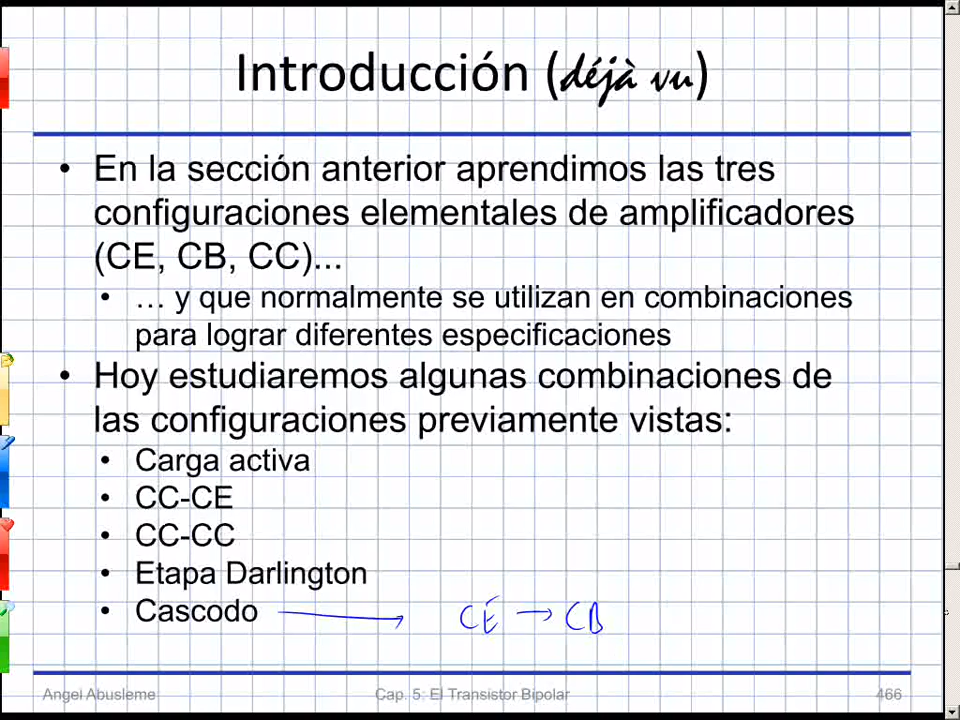 Introducción (déjà vu)
• En la sección anterior aprendimos las tres
configuraciones elementales de amplificadores
(CE, CB, CC)...
• … y que normalmente se utilizan en combinaciones
para lograr diferentes especificaciones
• Hoy estudiaremos algunas combinaciones de
las configuraciones previamente vistas:
• Carga activa
• CC-CE
• CC-CC
• Etapa Darlington
• Cascodo → CE → CB
Angel Abusleme Cap. 5: El Transistor Bipolar 466